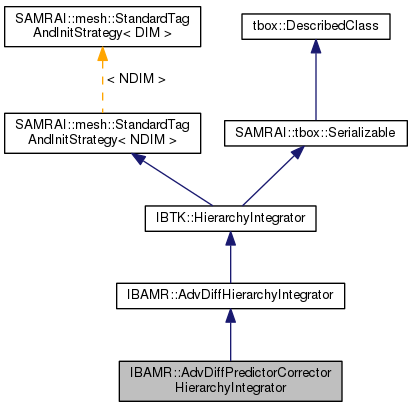 SAMRAI::mesh::StandardTag
AndInitStrategy< DIM >
tbox::DescribedClass
< NDIM >
SAMRAI::mesh::StandardTag
AndInitStrategy< NDIM >
SAMRAI::tbox::Serializable
IBTK::HierarchyIntegrator
IBAMR::AdvDiffHierarchyIntegrator
IBAMR::AdvDiffPredictorCorrector
HierarchyIntegrator